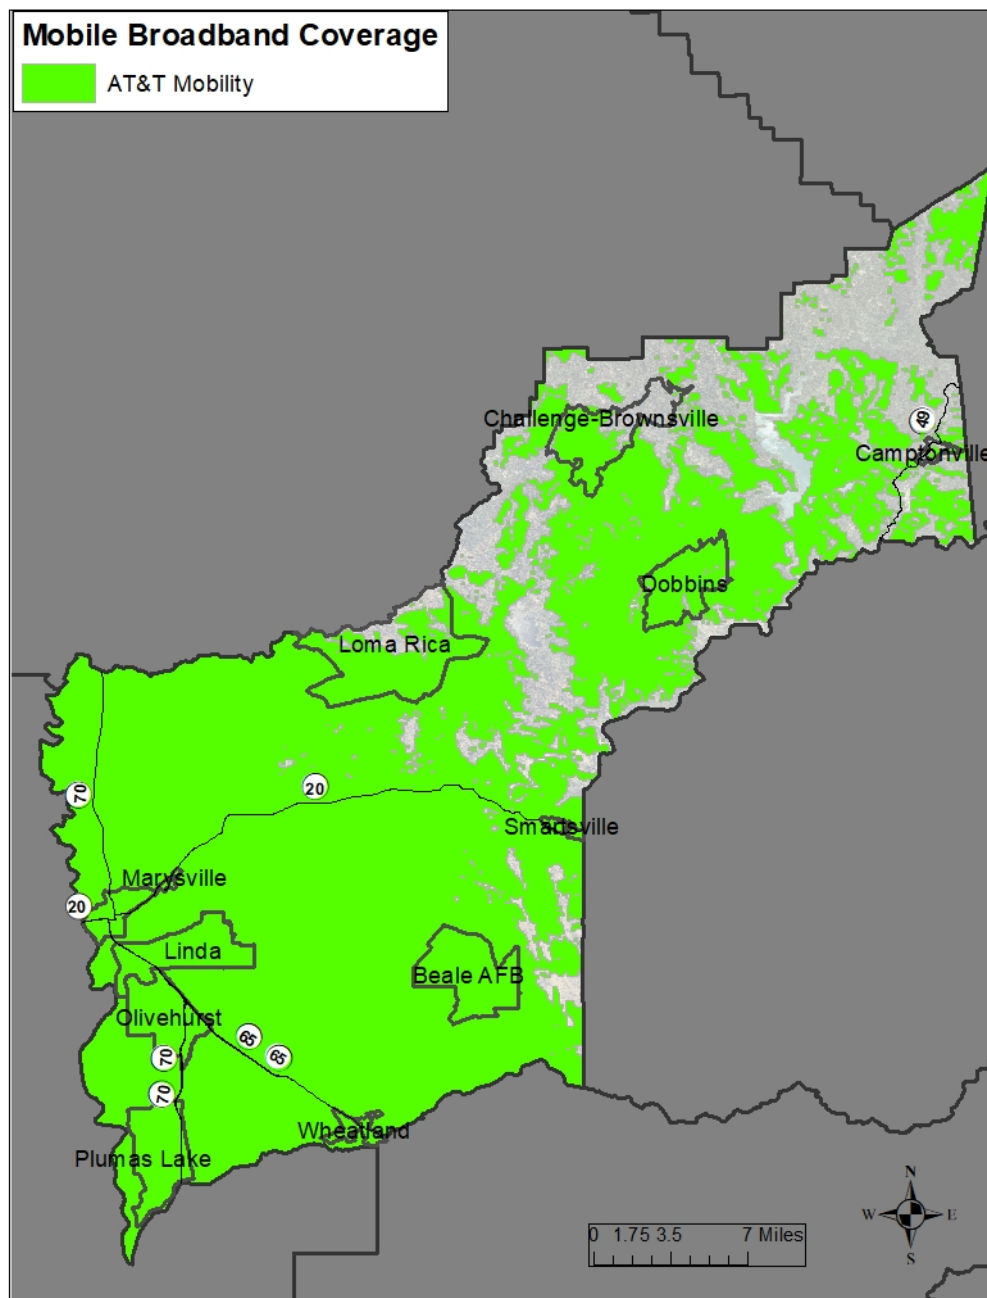 Mobile Broadband Coverage
AT&T Mobility
Challenge-Brownsville
49
Camptonville
Dobbins
Loma Rica
70
20
Smartsville
Marysville
20
Linda
Beale AFB
Olivehurst
65
65
70
70
Wheatland
Plumas Lake
N
W E
S
0 1.75 3.5 7 Miles